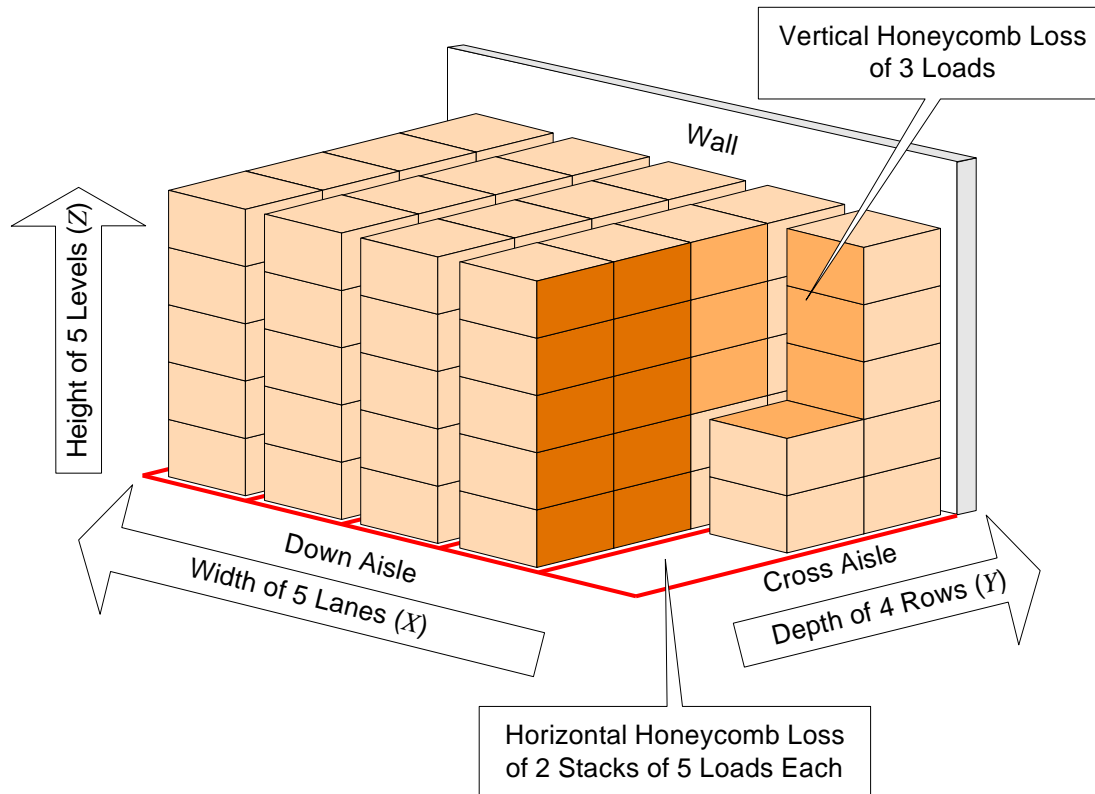 Vertical Honeycomb Loss
of 3 Loads
Wall
Height of 5 Levels (Z)
Down Aisle
Width of 5 Lanes (X)
Cross Aisle
Depth of 4 Rows (Y)
Horizontal Honeycomb Loss
of 2 Stacks of 5 Loads Each